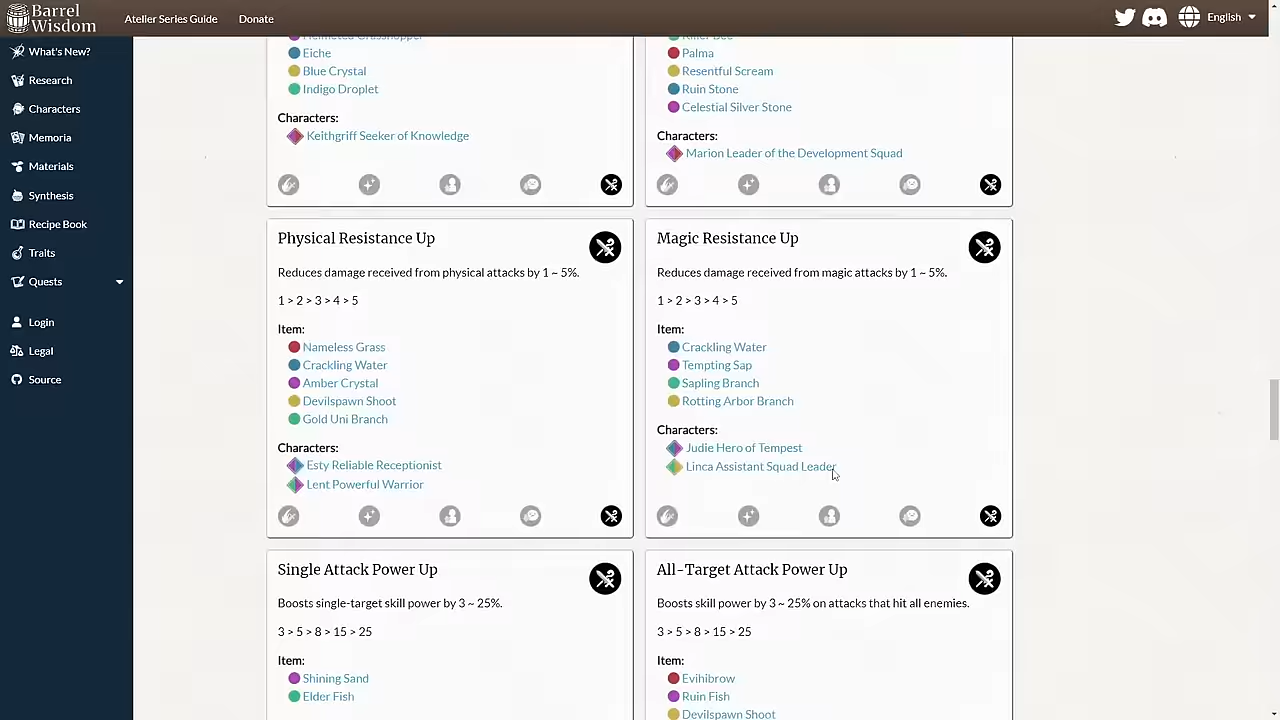 Barrel
Wisdom
Atelier Series Guide
Donate
English
What's New?
Research
Characters
Memoria
Materials
Synthesis
Recipe Book
Traits
Quests
Login
Legal
Source
Helmeted Grasshopper
Eiche
Blue Crystal
Indigo Droplet
Characters:
Keithgriff Seeker of Knowledge
Killer Bee
Palma
Resentful Scream
Ruin Stone
Celestial Silver Stone
Characters:
Marion Leader of the Development Squad
Physical Resistance Up
Reduces damage received from physical attacks by 1 ~ 5%.
1 > 2 > 3 > 4 > 5
Item:
Nameless Grass
Crackling Water
Amber Crystal
Devilspawn Shoot
Gold Uni Branch
Characters:
Esty Reliable Receptionist
Lent Powerful Warrior
Magic Resistance Up
Reduces damage received from magic attacks by 1 ~ 5%.
1 > 2 > 3 > 4 > 5
Item:
Crackling Water
Tempting Sap
Sapling Branch
Rotting Arbor Branch
Characters:
Judie Hero of Tempest
Linca Assistant Squad Leader
Single Attack Power Up
Boosts single-target skill power by 3 ~ 25%.
3 > 5 > 8 > 15 > 25
Item:
Shining Sand
Elder Fish
All-Target Attack Power Up
Boosts skill power by 3 ~ 25% on attacks that hit all enemies.
3 > 5 > 8 > 15 > 25
Item:
Evihibrow
Ruin Fish
Devilspawn Shoot